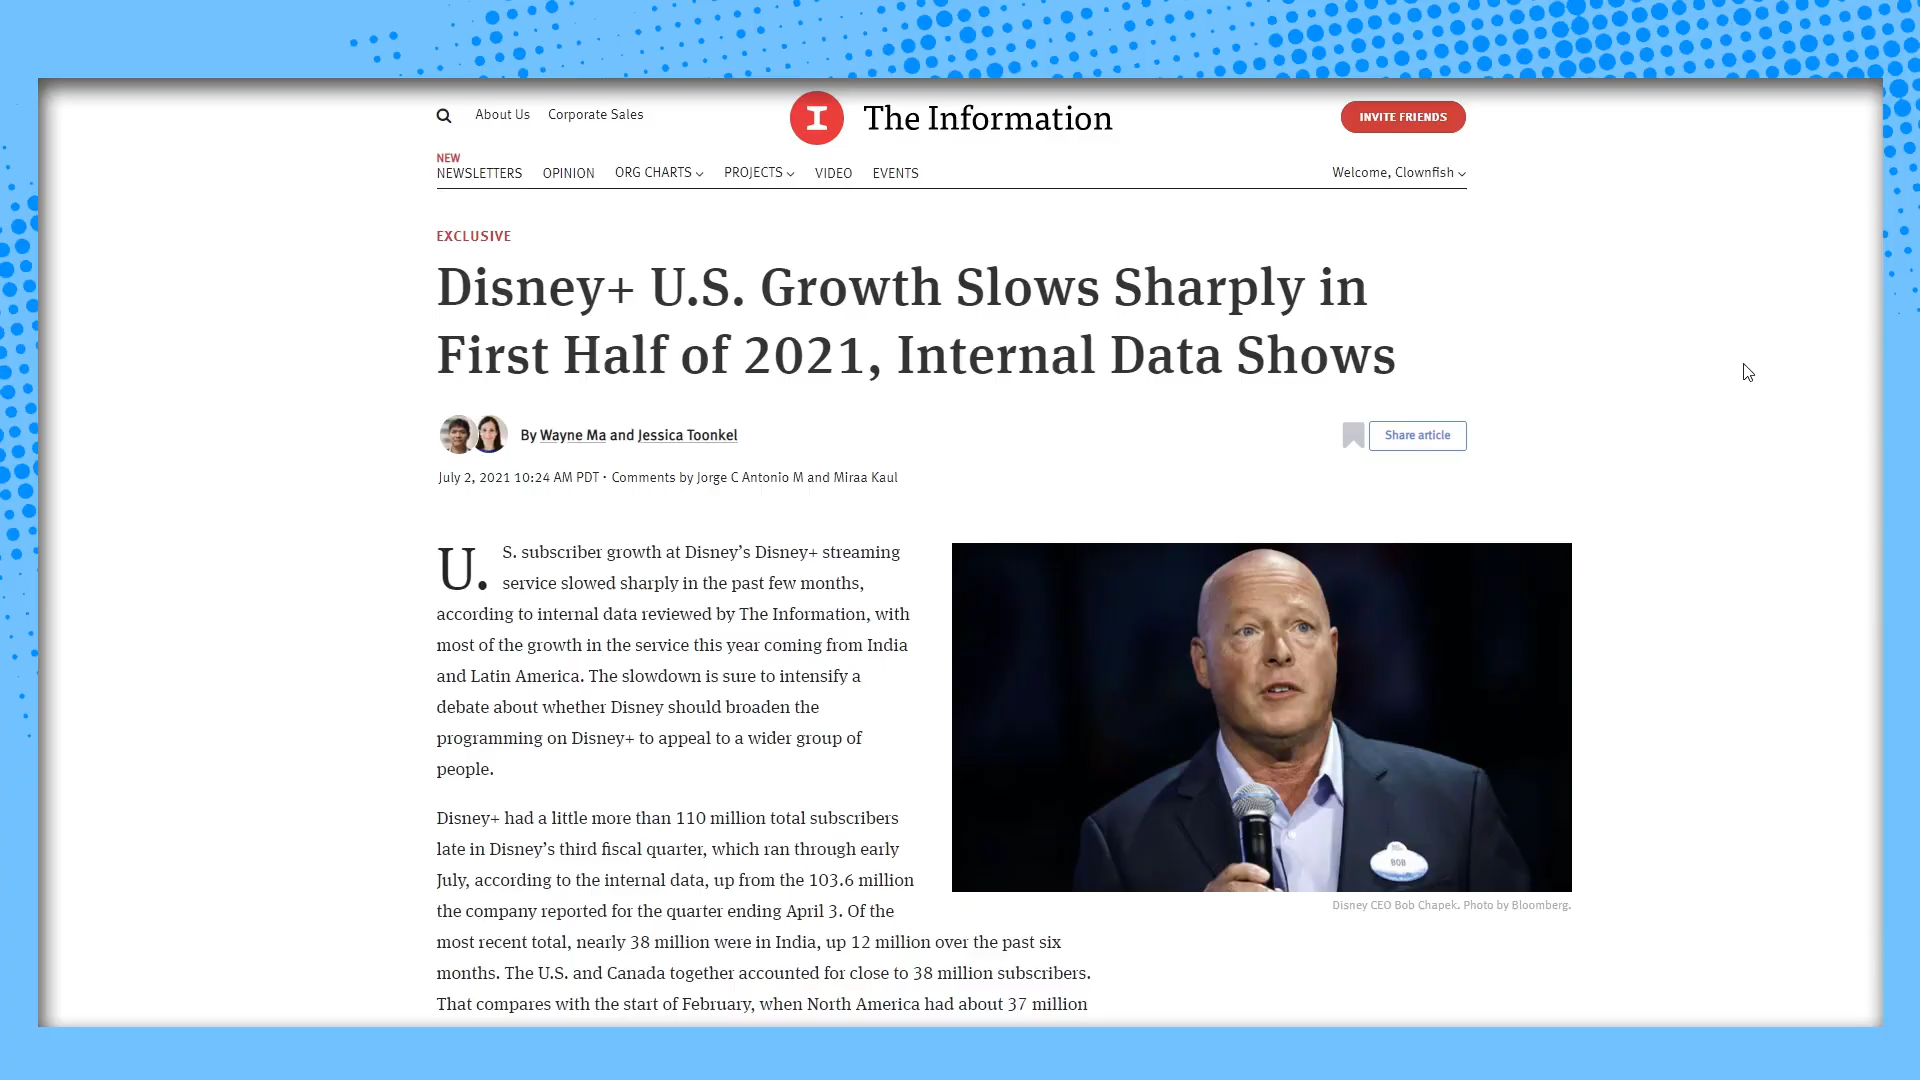 About Us Corporate Sales
The Information
INVITE FRIENDS
NEW
NEWSLETTERS OPINION ORG CHARTS PROJECTS VIDEO EVENTS
Welcome, Clownfish
EXCLUSIVE
Disney+ U.S. Growth Slows Sharply in
First Half of 2021, Internal Data Shows
By Wayne Ma and Jessica Toonkel
Share article
July 2, 2021 10:24 AM PDT · Comments by Jorge C Antonio M and Miraa Kaul
U.S. subscriber growth at Disney’s Disney+ streaming
service slowed sharply in the past few months,
according to internal data reviewed by The Information, with
most of the growth in the service this year coming from India
and Latin America. The slowdown is sure to intensify a
debate about whether Disney should broaden the
programming on Disney+ to appeal to a wider group of
people.
Disney+ had a little more than 110 million total subscribers
late in Disney’s third fiscal quarter, which ran through early
July, according to the internal data, up from the 103.6 million
the company reported for the quarter ending April 3. Of the
most recent total, nearly 38 million were in India, up 12 million over the past six
months. The U.S. and Canada together accounted for close to 38 million subscribers.
That compares with the start of February, when North America had about 37 million
BOB
Disney CEO Bob Chapek. Photo by Bloomberg.